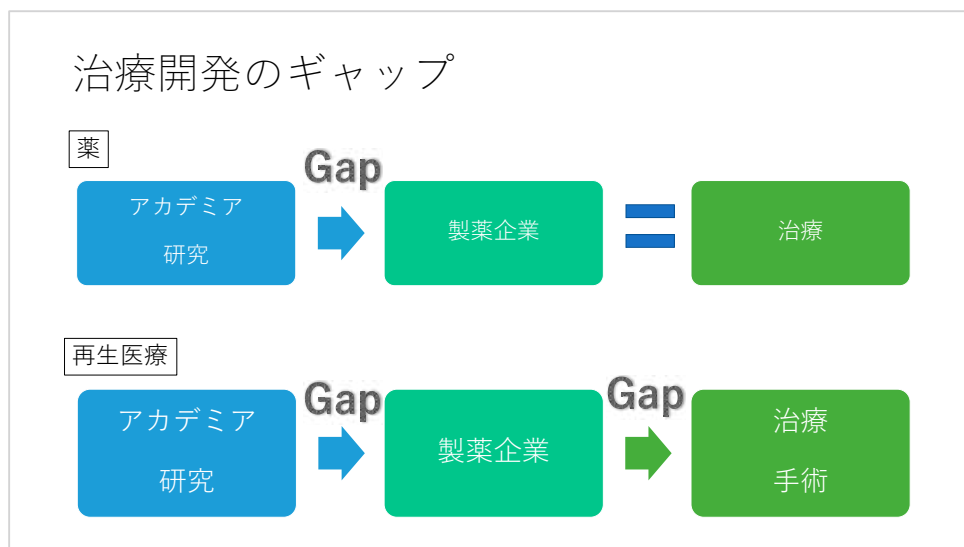 治療開発のギャップ
薬
Gap
アカデミア
研究
製薬企業
治療
再生医療
Gap
Gap
アカデミア
研究
製薬企業
治療
手術